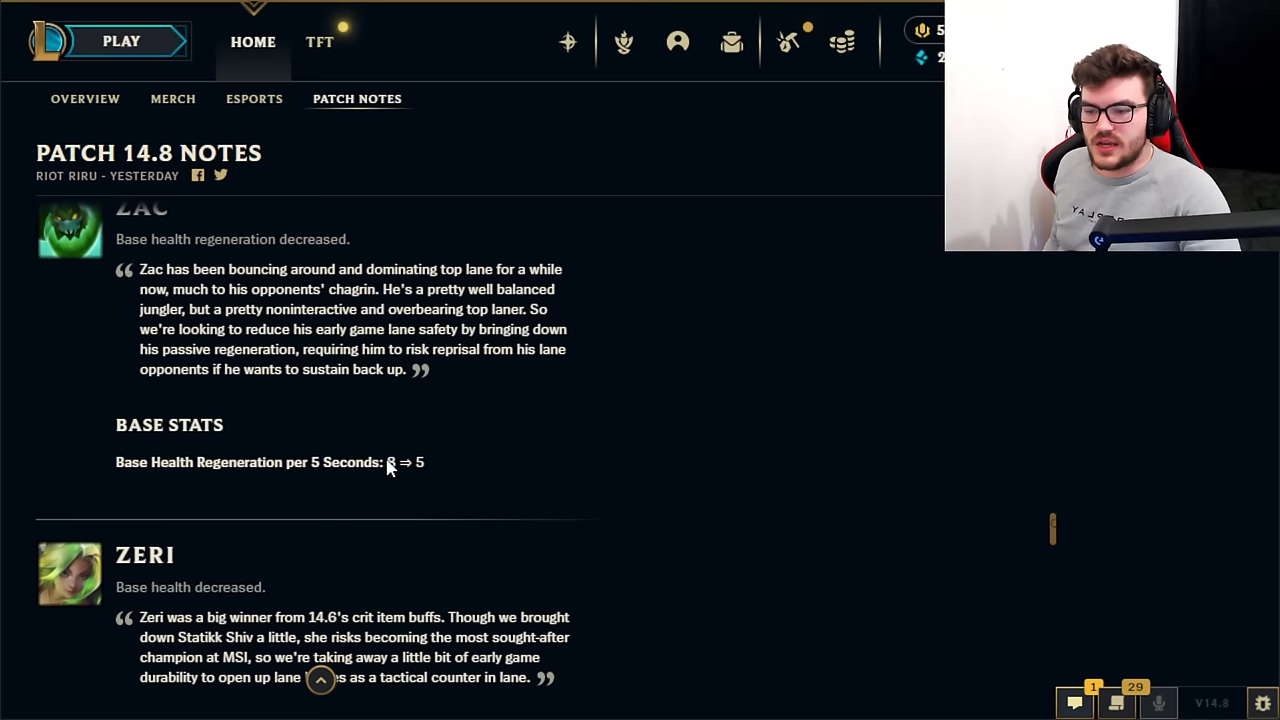 PLAY
HOME
TFT
5
2
OVERVIEW
MERCH
ESPORTS
PATCH NOTES
PATCH 14.8 NOTES
RIOT RIRU - YESTERDAY
ZAC
Base health regeneration decreased.
“ Zac has been bouncing around and dominating top lane for a while
now, much to his opponents' chagrin. He's a pretty well balanced
jungler, but a pretty noninteractive and overbearing top laner. So
we're looking to reduce his early game lane safety by bringing down
his passive regeneration, requiring him to risk reprisal from his lane
opponents if he wants to sustain back up. ”
BASE STATS
Base Health Regeneration per 5 Seconds: ⇒ 5
ZERI
Base health decreased.
“ Zeri was a big winner from 14.6's crit item buffs. Though we brought
down Statikk Shiv a little, she risks becoming the most sought-after
champion at MSI, so we're taking away a little bit of early game
durability to open up lane as a tactical counter in lane. ”
1
29
V14.8